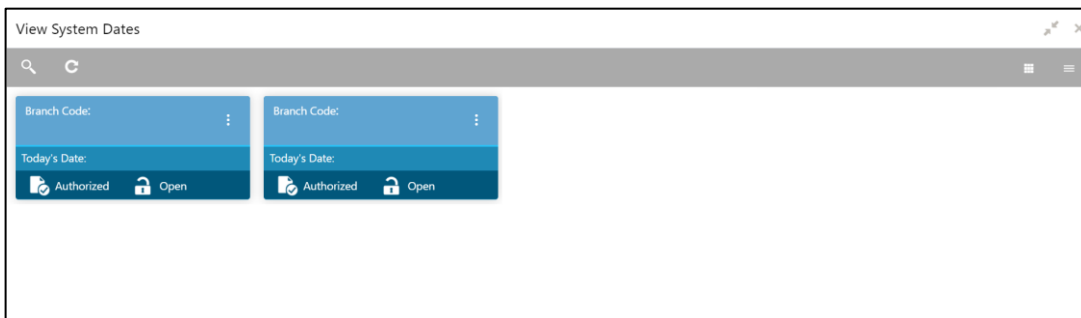 View System Dates
Branch Code:
Today's Date:
Authorized Open
Branch Code:
Today's Date:
Authorized Open